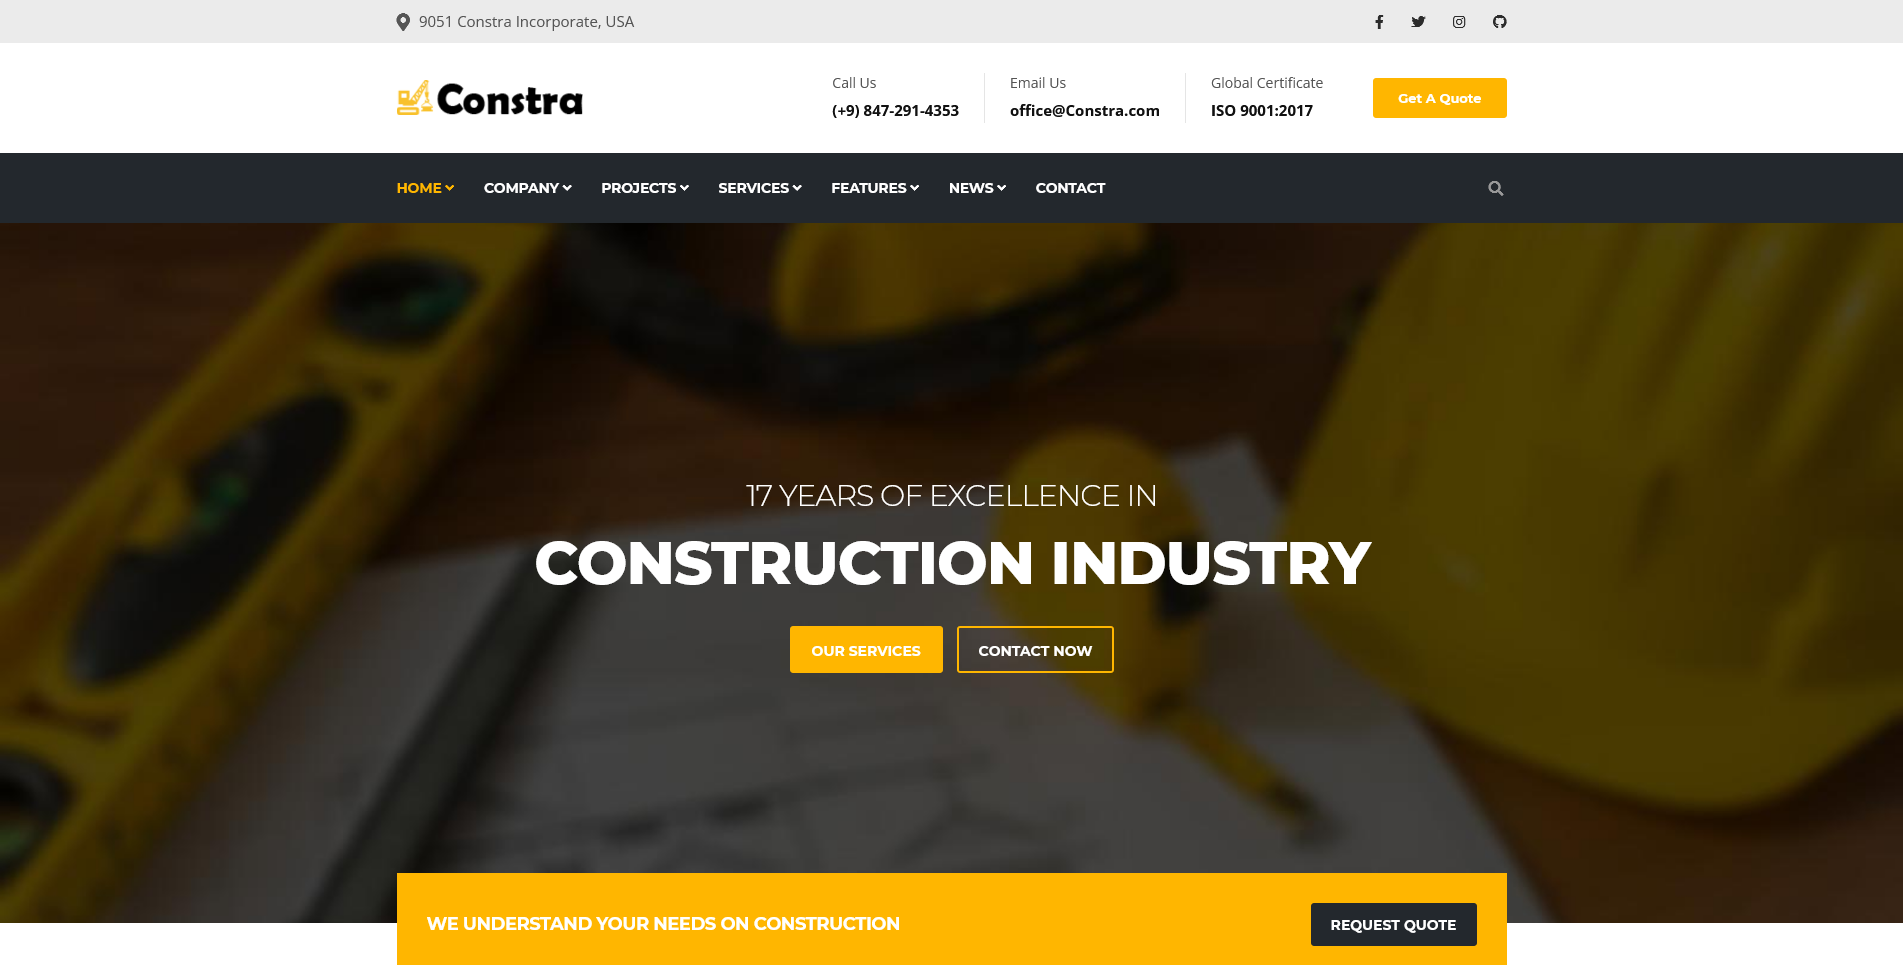 9051 Constra Incorporate, USA
Constra
Call Us
(+9) 847-291-4353
Email Us
office@Constra.com
Global Certificate
ISO 9001:2017
Get A Quote
HOME COMPANY PROJECTS SERVICES FEATURES NEWS CONTACT
17 YEARS OF EXCELLENCE IN
CONSTRUCTION INDUSTRY
OUR SERVICES CONTACT NOW
WE UNDERSTAND YOUR NEEDS ON CONSTRUCTION
REQUEST QUOTE